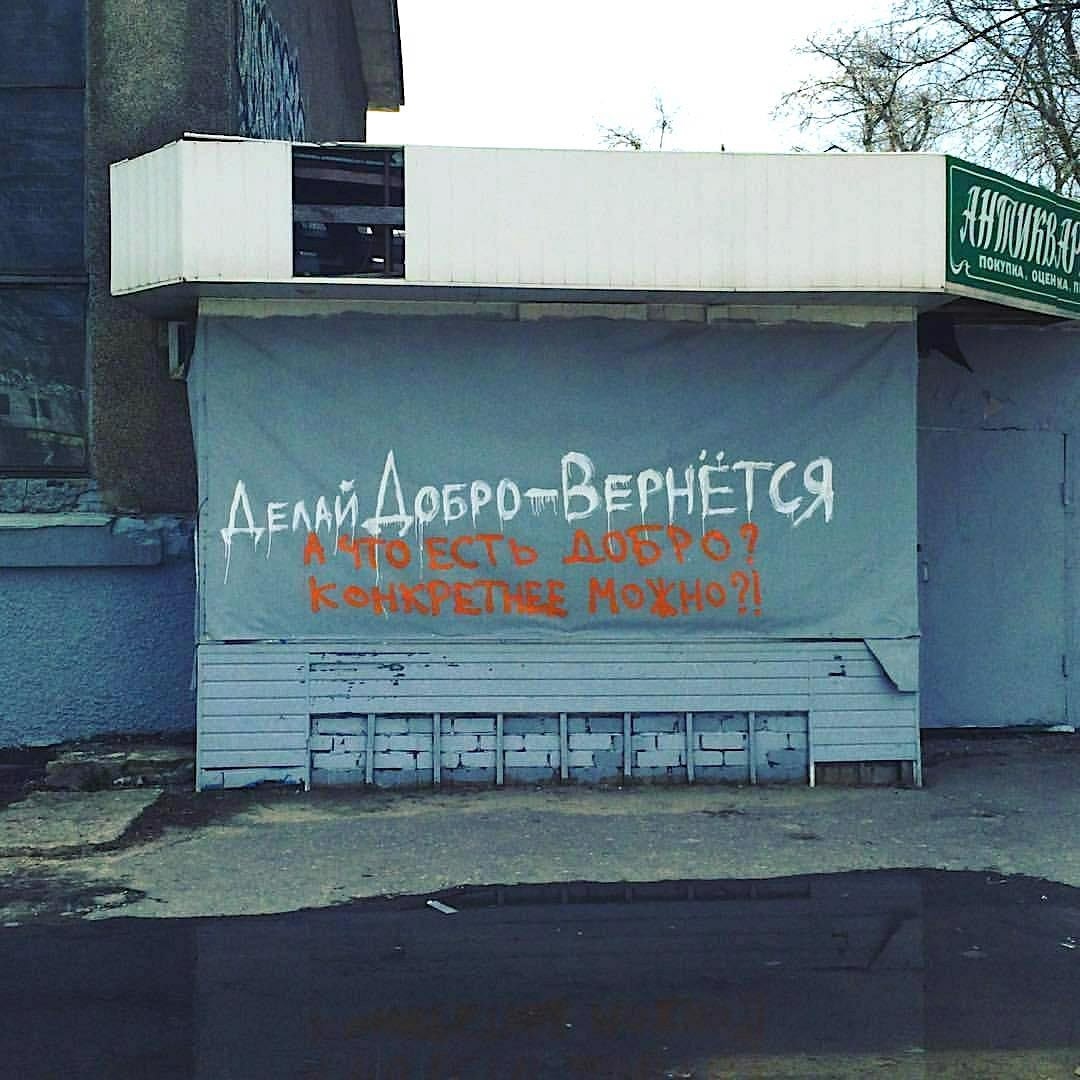 АНТИКВАР
ПОКУПКА, ОЦЕНКА,
Делай Добро-Вернётся
А ЧТО ЕСТЬ ДОБРО?
КОНКРЕТНЕЕ МОЖНО?!